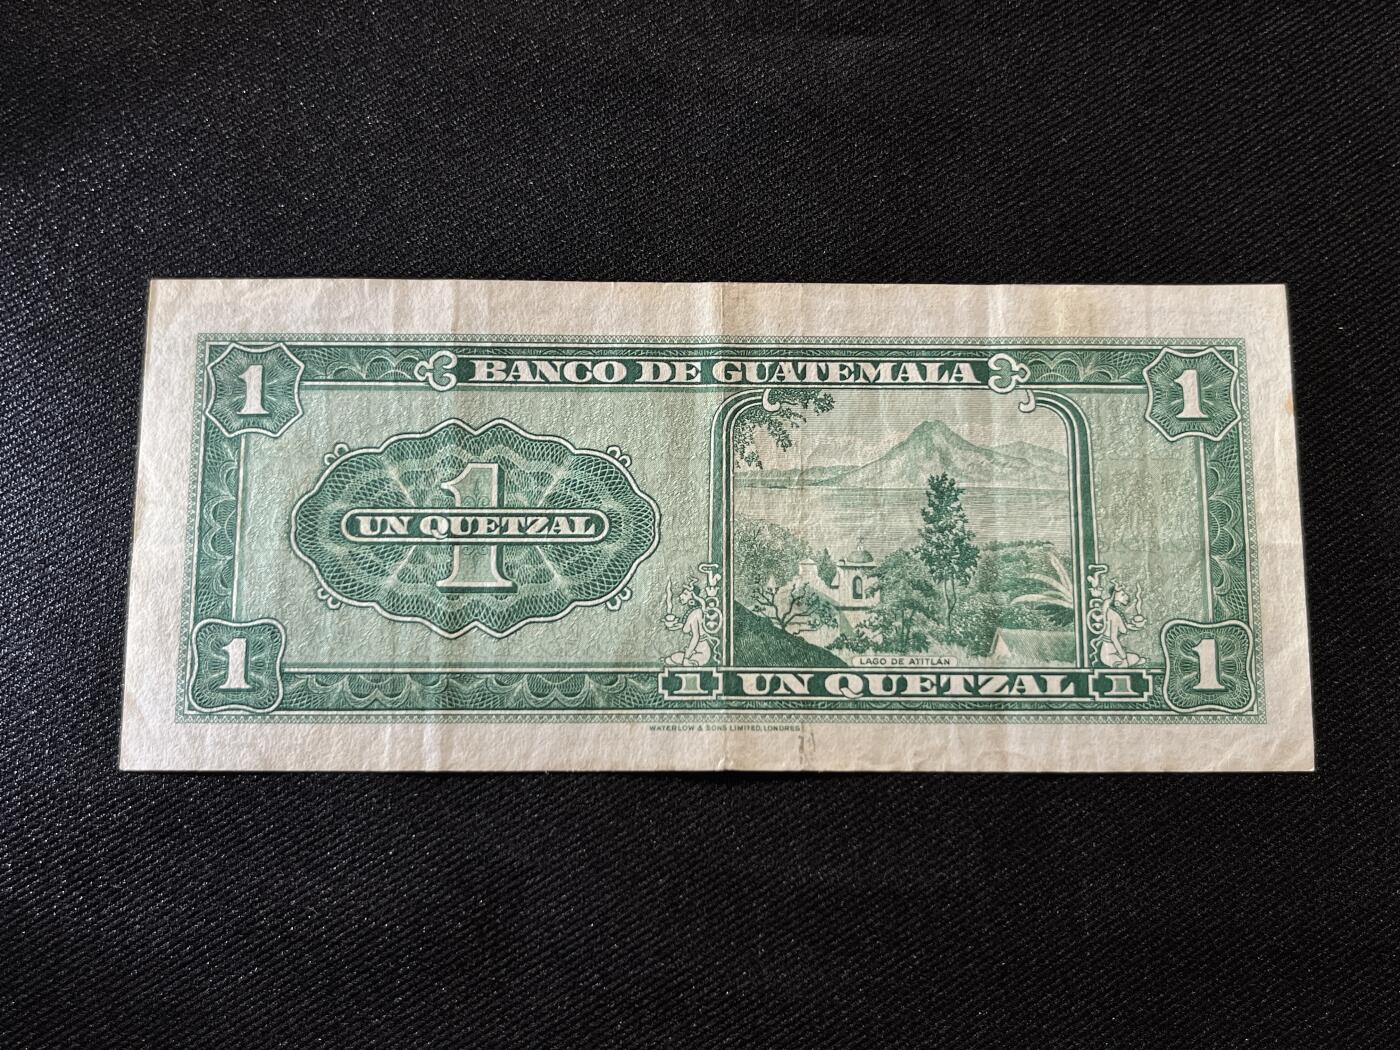 1 BANCO DE GUATEMALA 1
1
UN QUETZAL
LAGO DE ATITLAN
1 1 UN QUETZAL 1 1
WATERLOW & SONS LIMITED, LONDRES